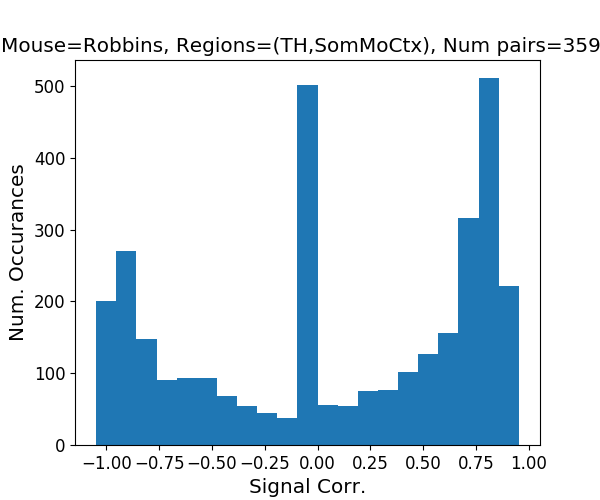 Mouse=Robbins, Regions=(TH,SomMoCtx), Num pairs=359
Num. Occurances
500
400
300
200
100
0
−1.00 −0.75 −0.50 −0.25 0.00 0.25 0.50 0.75 1.00
Signal Corr.